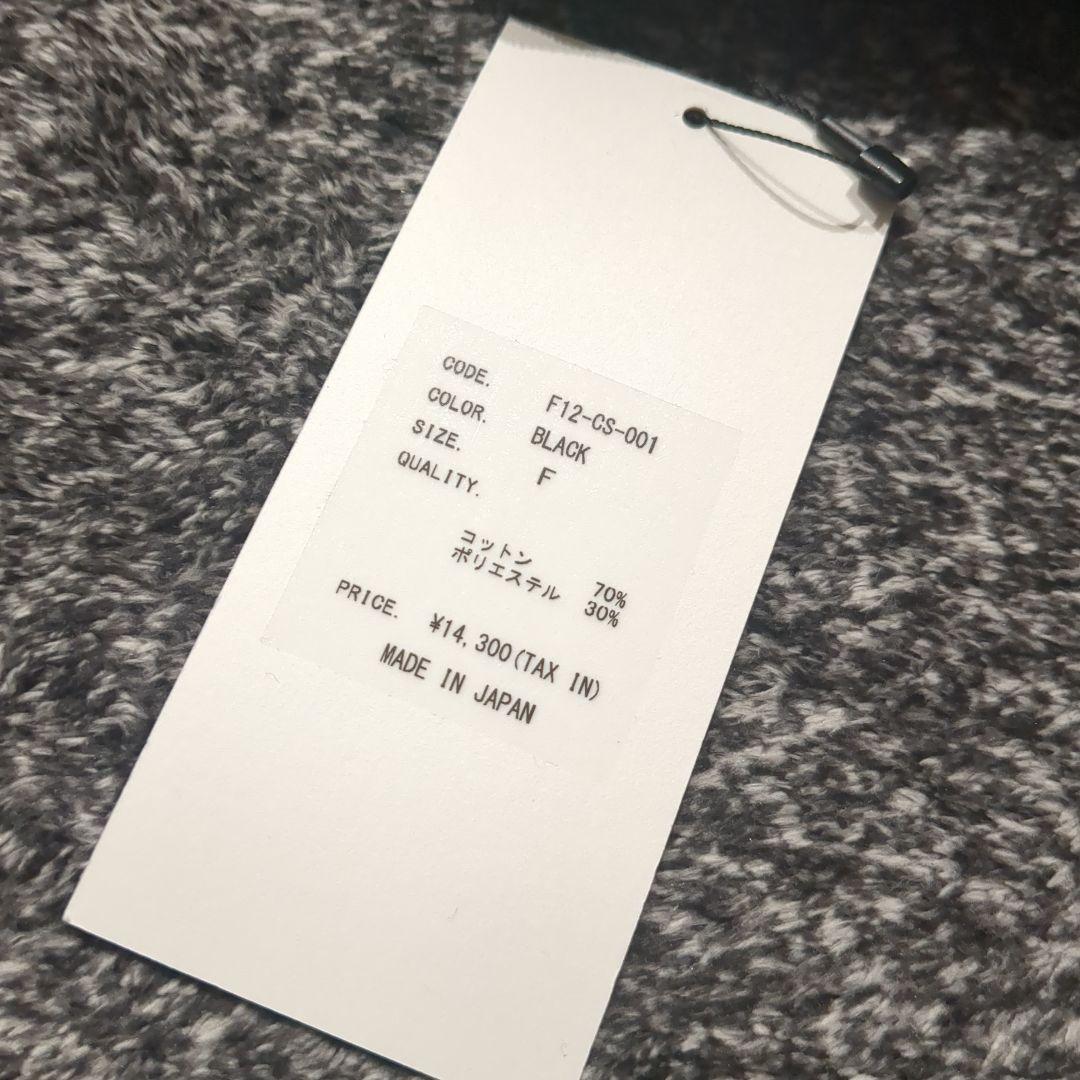 CODE. F12-CS-001
COLOR. BLACK
SIZE. F
QUALITY.
コットン 70%
ポリエステル 30%
PRICE. ¥14,300(TAX IN)
MADE IN JAPAN